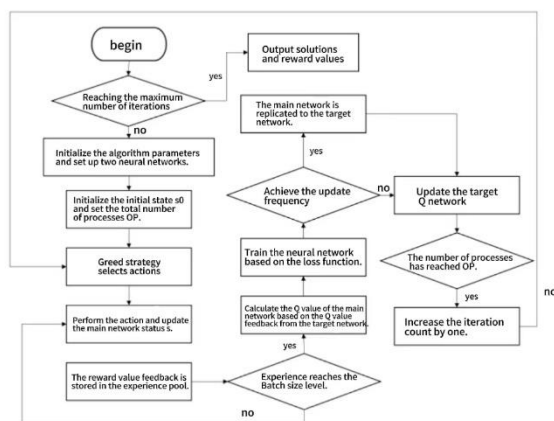 begin
Output solutions
and reward values
yes
Reaching the maximum
number of iterations
no
The main network is
replicated to the target
network.
Initialize the algorithm parameters
and set up two neural networks.
yes
Initialize the initial state s0
and set the total number
of processes OP.
Achieve the update
frequency
no
Update the target
Q network
Greed strategy
selects actions
Train the neural network
based on the loss function.
The number of processes
has reached OP.
Perform the action and update
the main network status s.
Calculate the Q value of the main
network based on the Q value
feedback from the target network.
yes
no
Increase the iteration
count by one.
yes
The reward value feedback is
stored in the experience pool.
Experience reaches the
Batch size level.
no